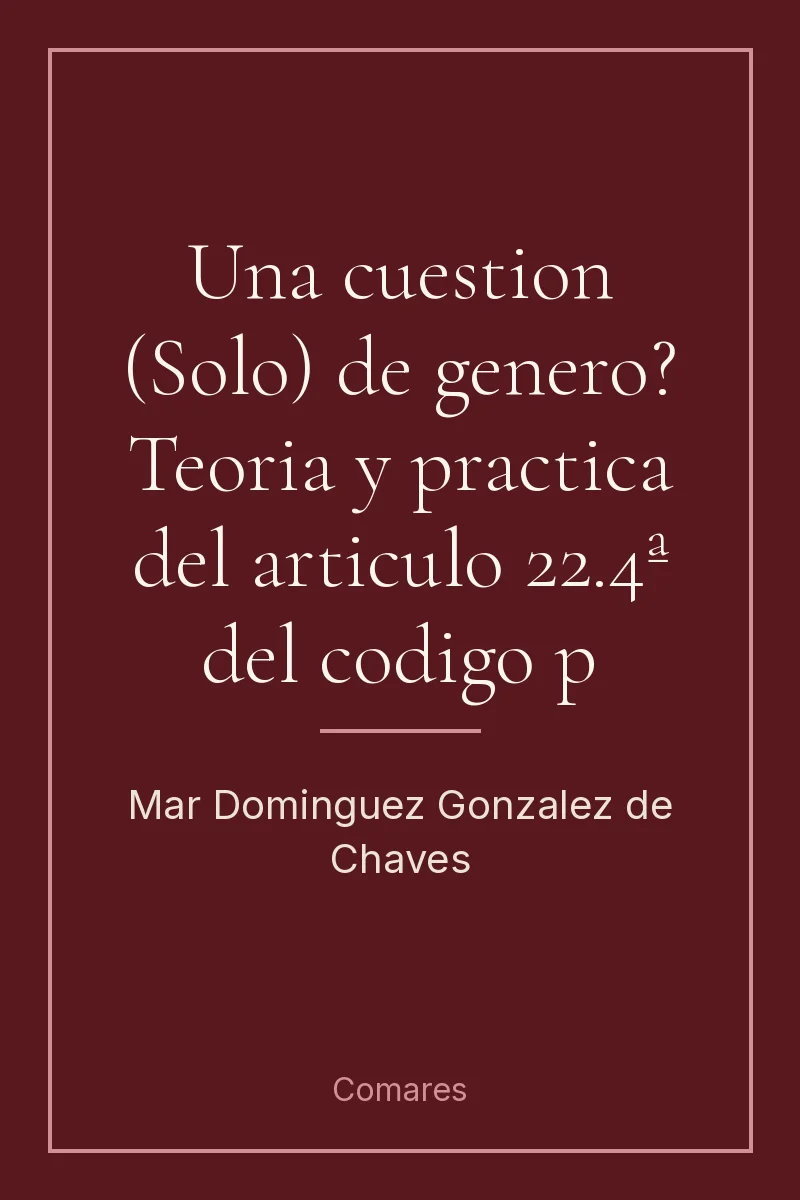 Una cuestion
(Solo) de genero?
Teoria y practica
del articulo 22.4ª
del codigo p
Mar Dominguez Gonzalez de
Chaves
Comares